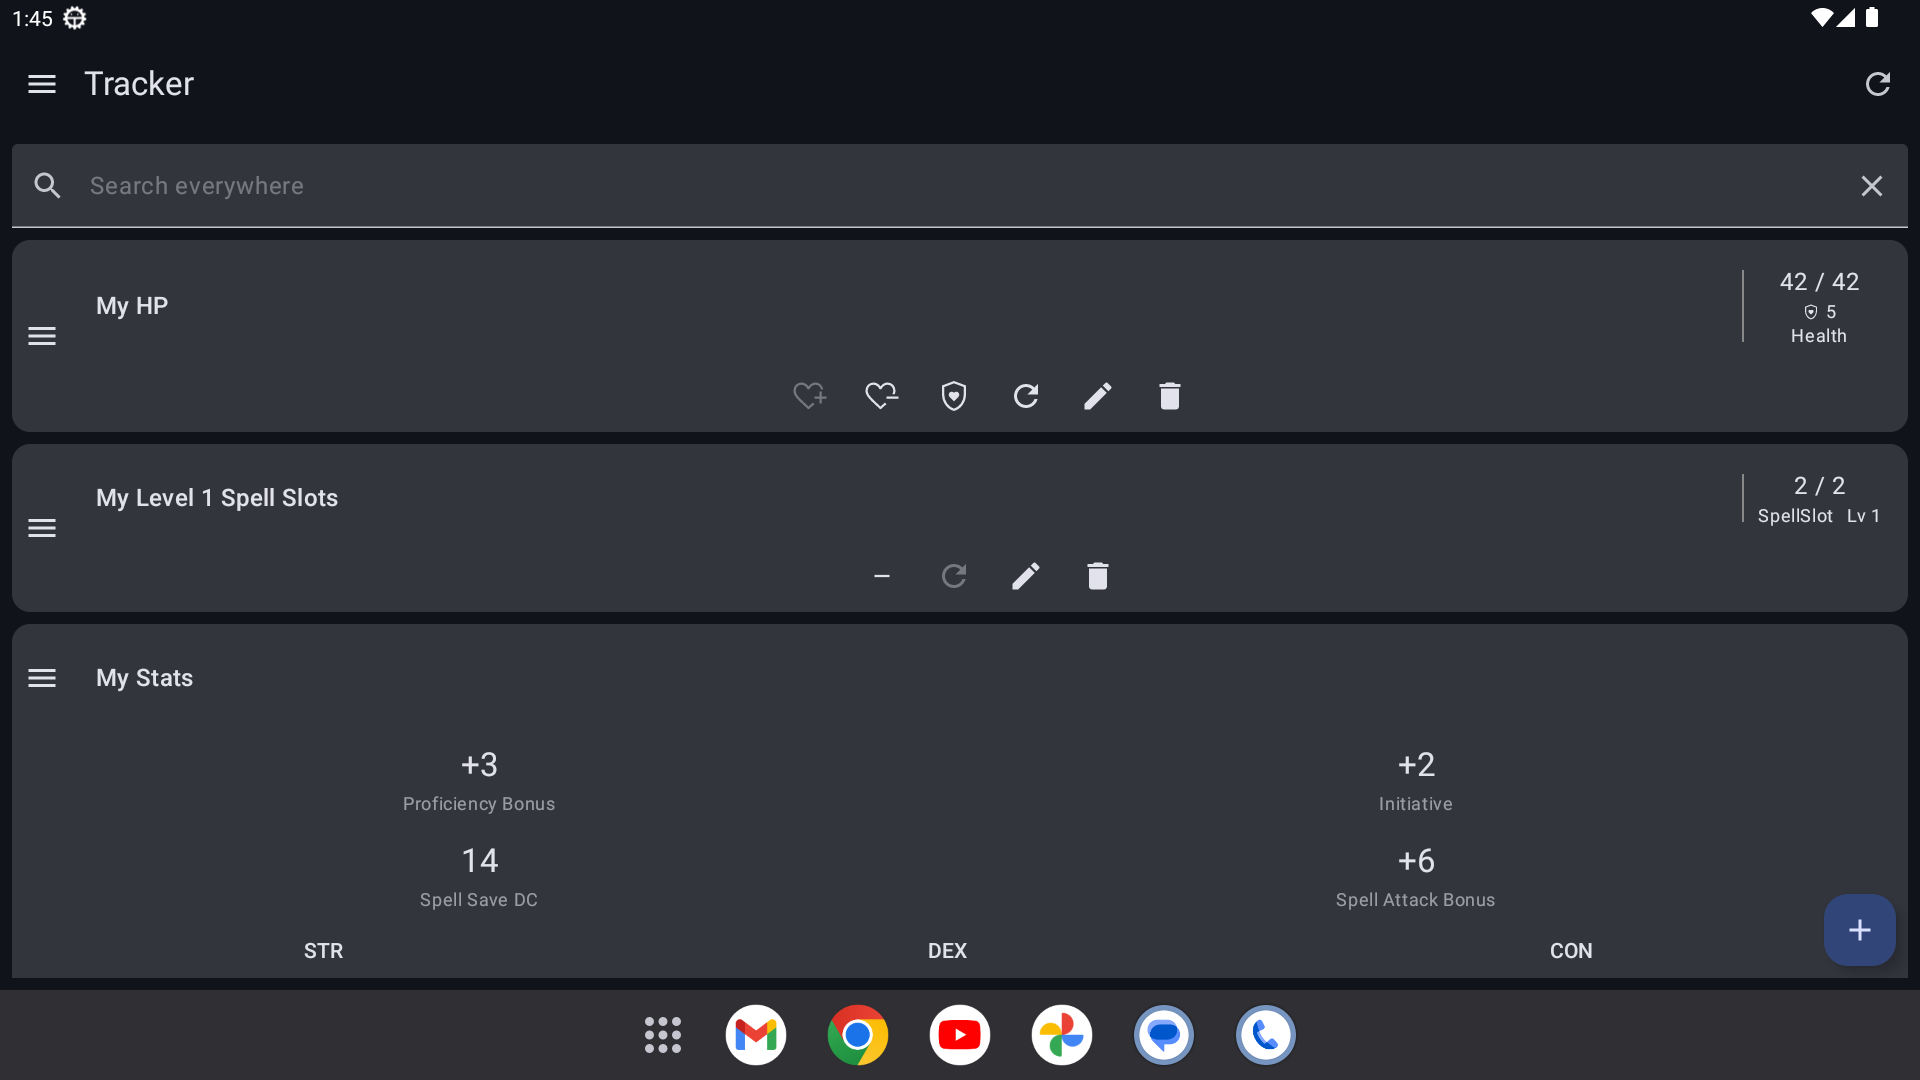 1:45
Tracker
Search everywhere
My HP
42 / 42
5
Health
My Level 1 Spell Slots
2 / 2
SpellSlot Lv 1
My Stats
+3
Proficiency Bonus
+2
Initiative
14
Spell Save DC
+6
Spell Attack Bonus
STR
DEX
CON